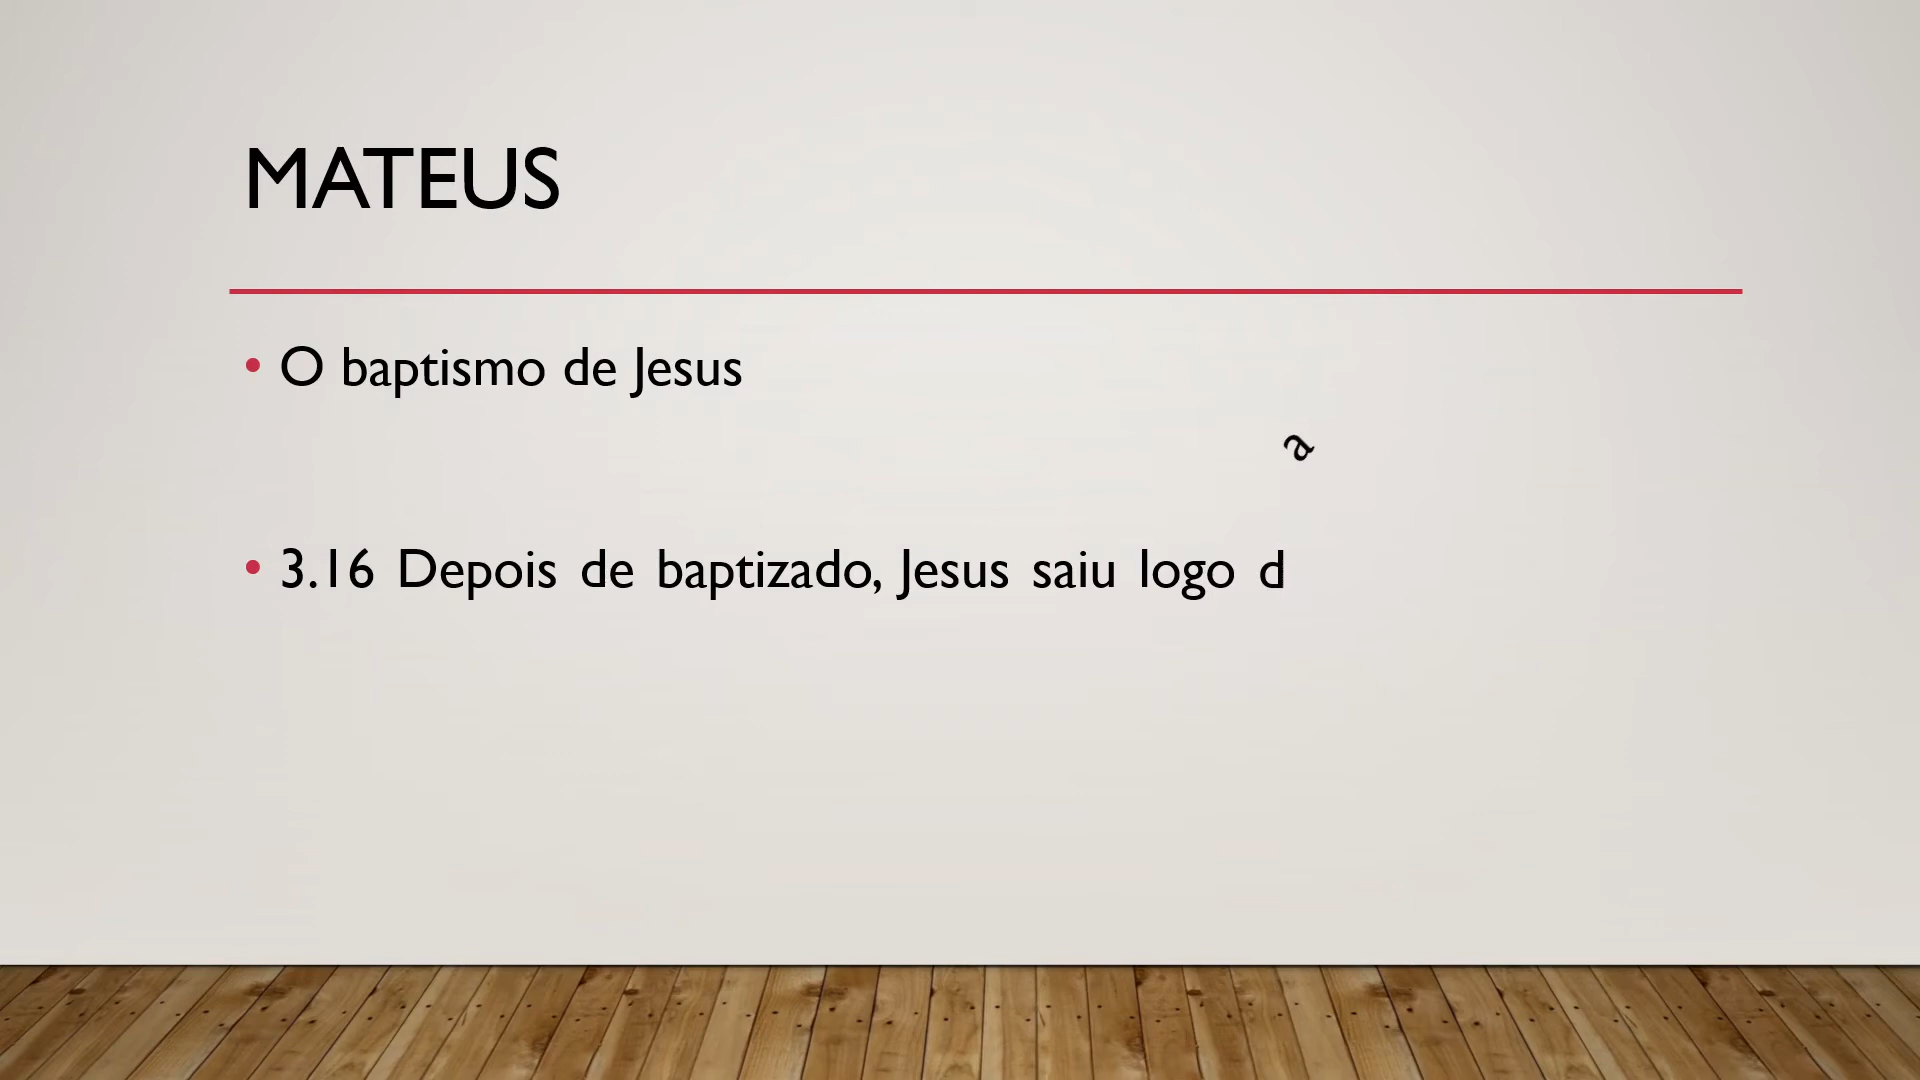 MATEUS
• O baptismo de Jesus
a
• 3.16 Depois de baptizado, Jesus saiu logo d